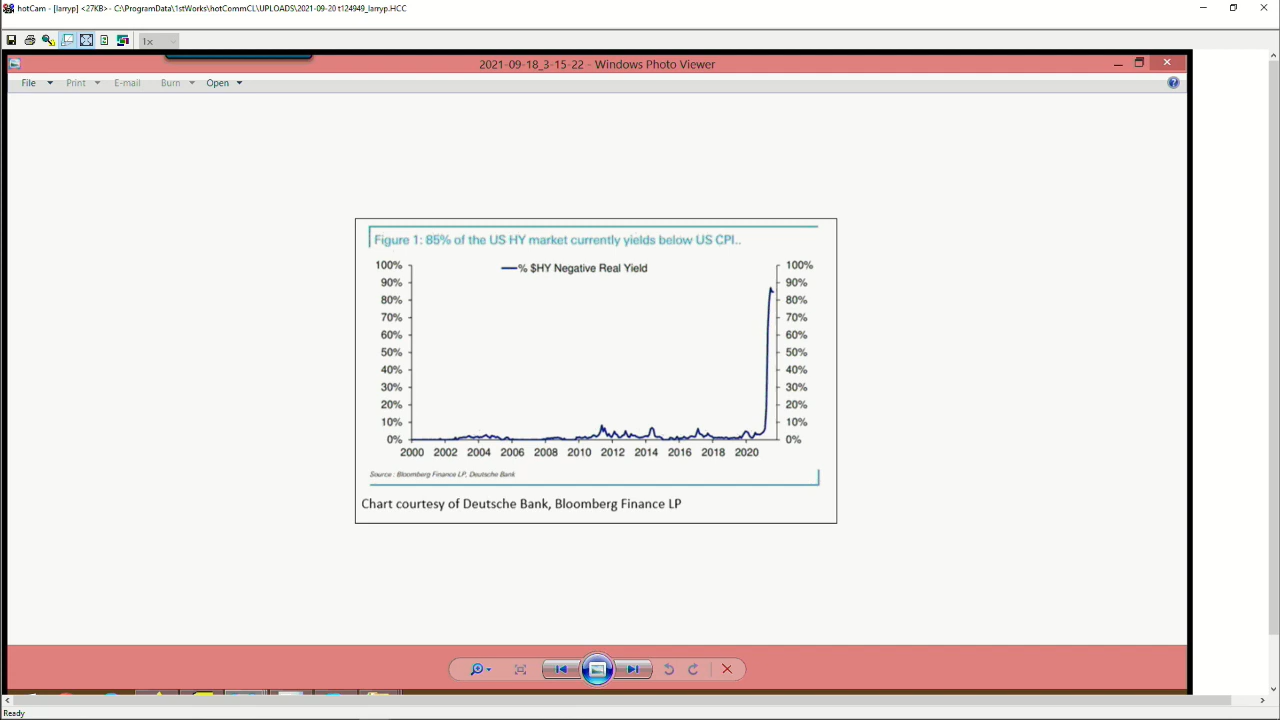 hotCam - [larryp] <27KB> - C:\ProgramData\1stWorks\hotCommCL\UPLOADS\2021-09-20 t124949_larryp.HCC
1x
2021-09-18_3-15-22 - Windows Photo Viewer
File Print E-mail Burn Open
Figure 1: 85% of the US HY market currently yields below US CPI..
% $HY Negative Real Yield
100% 100%
90% 90%
80% 80%
70% 70%
60% 60%
50% 50%
40% 40%
30% 30%
20% 20%
10% 10%
0% 0%
2000 2002 2004 2006 2008 2010 2012 2014 2016 2018 2020
Source : Bloomberg Finance LP, Deutsche Bank
Chart courtesy of Deutsche Bank, Bloomberg Finance LP
Ready